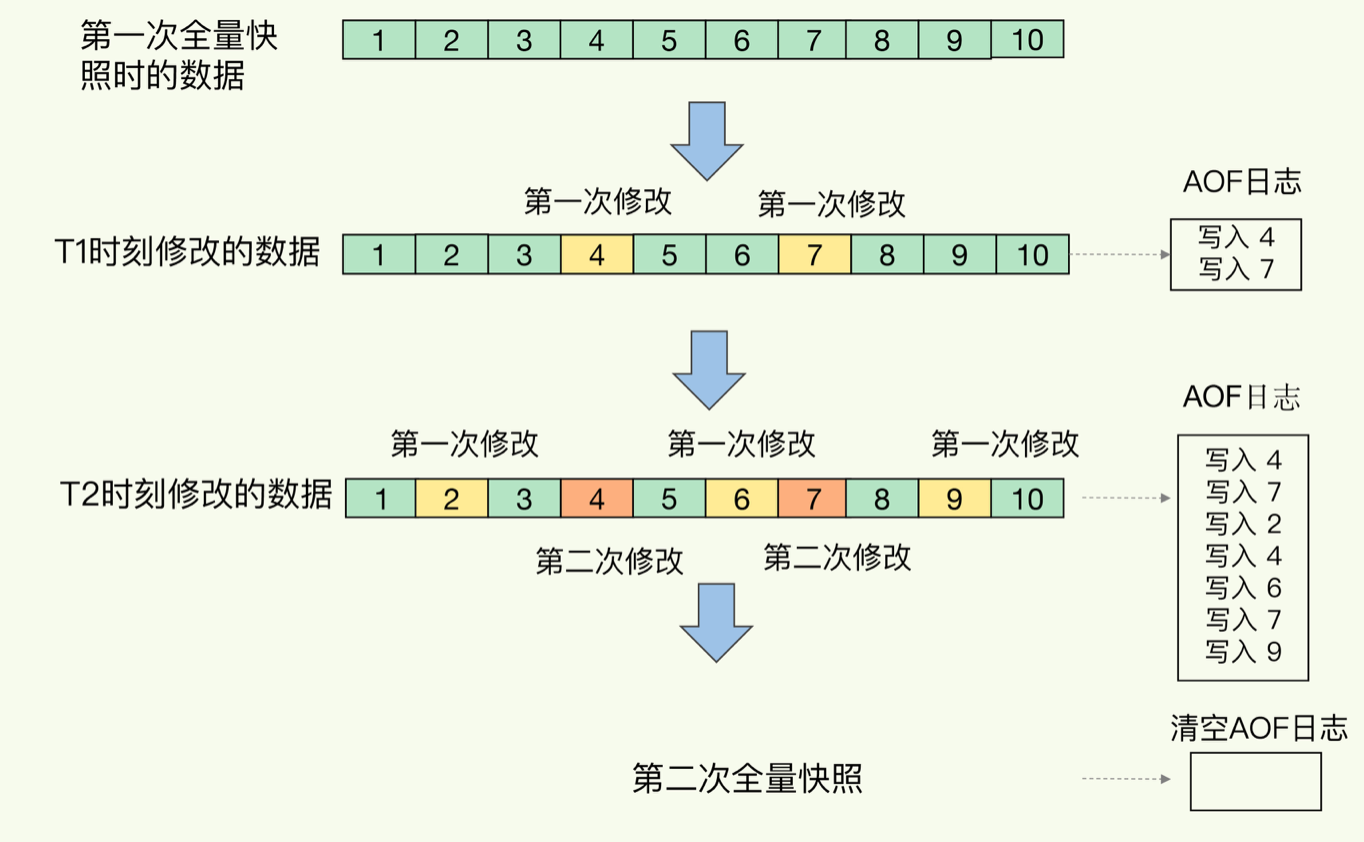 第一次全量快
照时的数据
1 2 3 4 5 6 7 8 9 10
第一次修改 第一次修改
AOF日志
T1时刻修改的数据
1 2 3 4 5 6 7 8 9 10
写入 4
写入 7
第一次修改 第一次修改 第一次修改
AOF日志
T2时刻修改的数据
1 2 3 4 5 6 7 8 9 10
第二次修改 第二次修改
写入 4
写入 7
写入 2
写入 4
写入 6
写入 7
写入 9
清空AOF日志
第二次全量快照